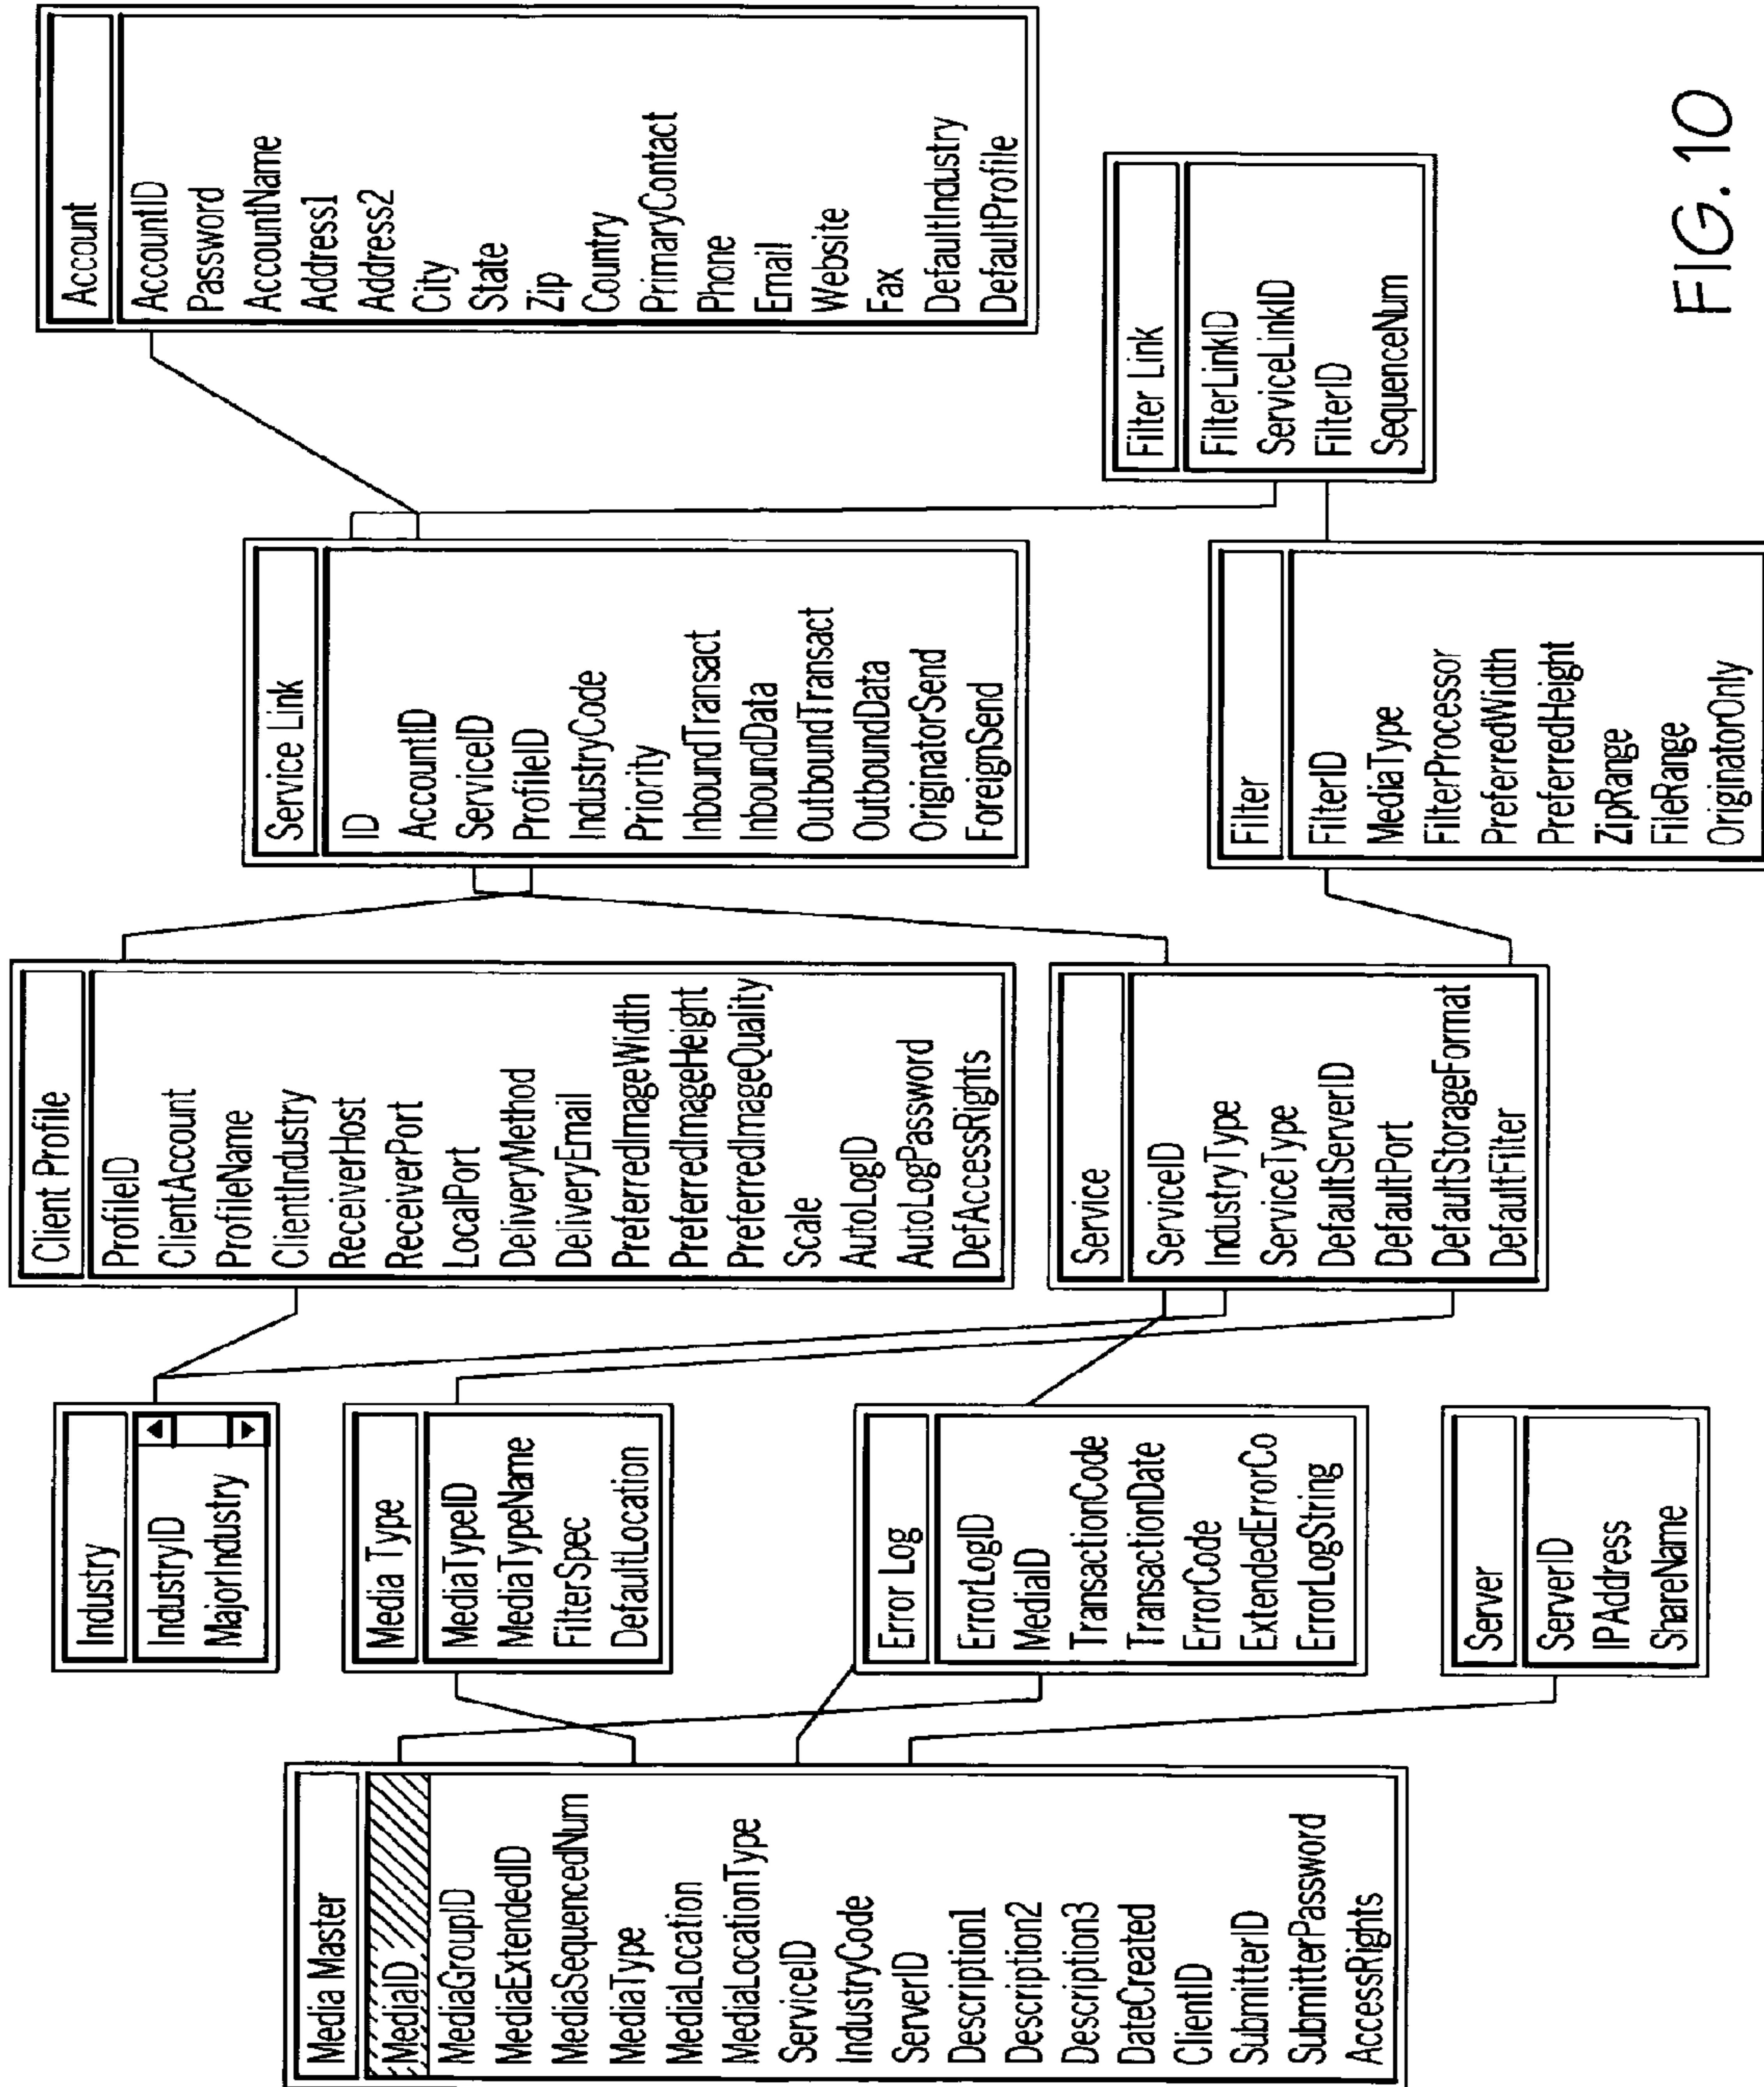 Media Master
MediaID
MediaGroupID
MediaExtendedID
MediaSequencedNum
MediaType
MediaLocation
MediaLocationType
ServiceID
IndustryCode
ServerID
Description1
Description2
Description3
DateCreated
ClientID
SubmitterID
SubmitterPassword
AccessRights
Industry
IndustryID
MajorIndustry
Media Type
MediaTypeID
MediaTypeName
FilterSpec
DefaultLocation
Error Log
ErrorLogID
MediaID
TransactionCode
TransactionDate
ErrorCode
ExtendedErrorCo
ErrorLogString
Server
ServerID
IPAddress
ShareName
Client Profile
ProfileID
ClientAccount
ProfileName
ClientIndustry
ReceiverHost
ReceiverPort
LocalPort
DeliveryMethod
DeliveryEmail
PreferredImageWidth
PreferredImageHeight
PreferredImageQuality
Scale
AutoLogID
AutoLogPassword
DefAccessRights
Service
ServiceID
IndustryType
ServiceType
DefaultServerID
DefaultPort
DefaultStorageFormat
DefaultFilter
Service Link
ID
AccountID
ServiceID
ProfileID
IndustryCode
Priority
InboundTransact
InboundData
OutboundTransact
OutboundData
OriginatorSend
ForeignSend
Filter
FilterID
MediaType
FilterProcessor
PreferredWidth
PreferredHeight
ZipRange
FileRange
OriginatorOnly
Account
AccountID
Password
AccountName
Address1
Address2
City
State
Zip
Country
PrimaryContact
Phone
Email
Website
Fax
DefaultIndustry
DefaultProfile
Filter Link
FilterLinkID
ServiceLinkID
FilterID
SequenceNum
FIG. 10